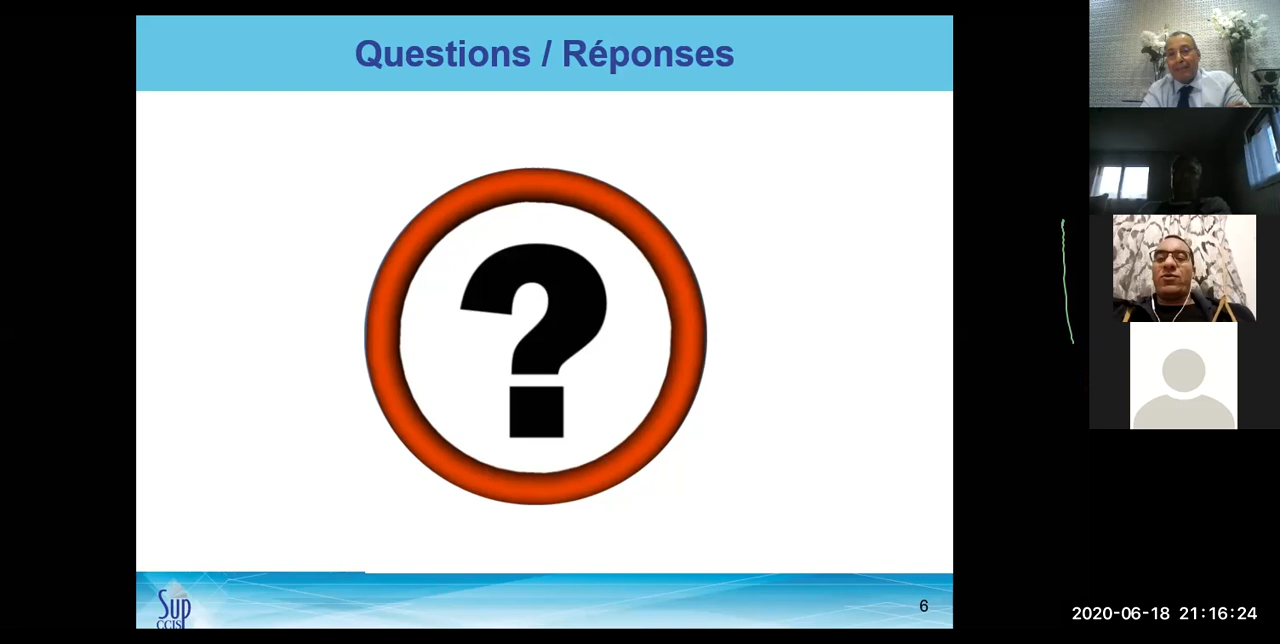 Questions / Réponses
?
Sup
CCIS
6
2020-06-18 21:16:24